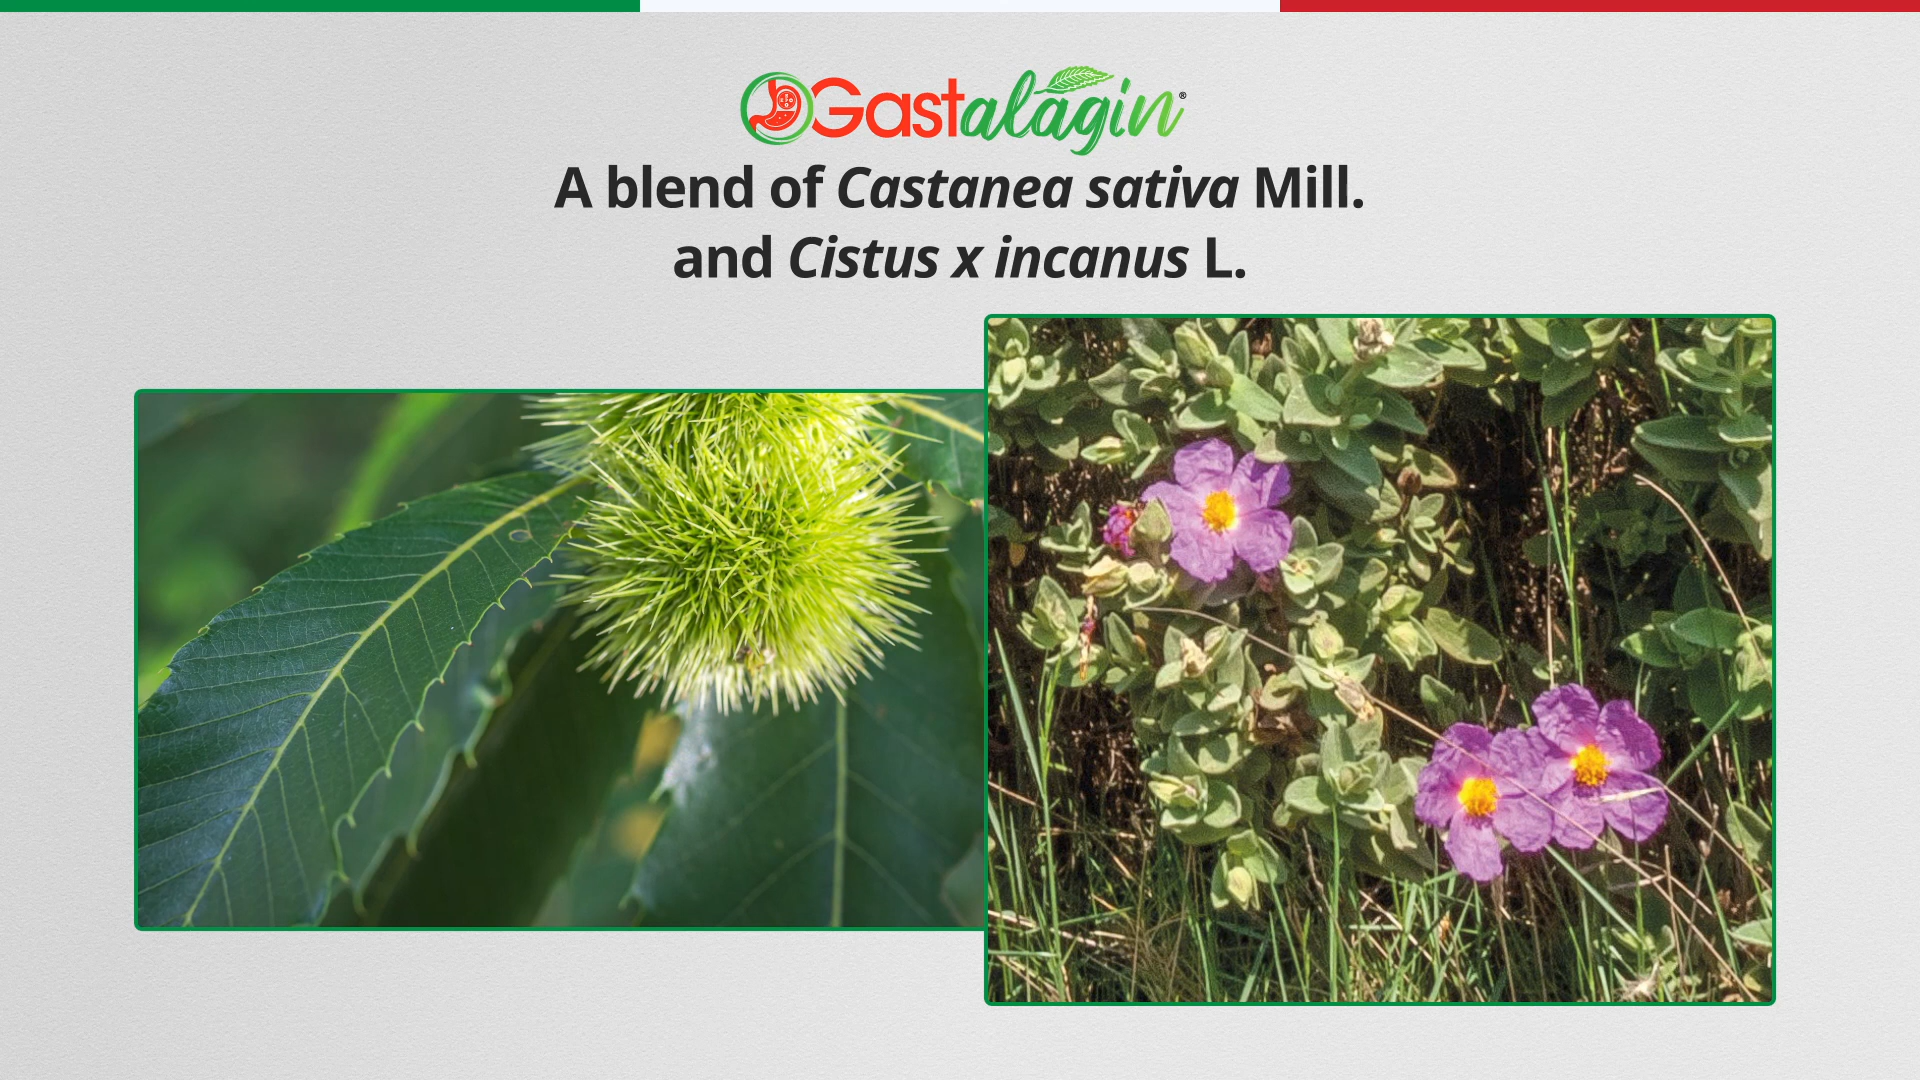 Gastalagin®
A blend of Castanea sativa Mill.
and Cistus x incanus L.